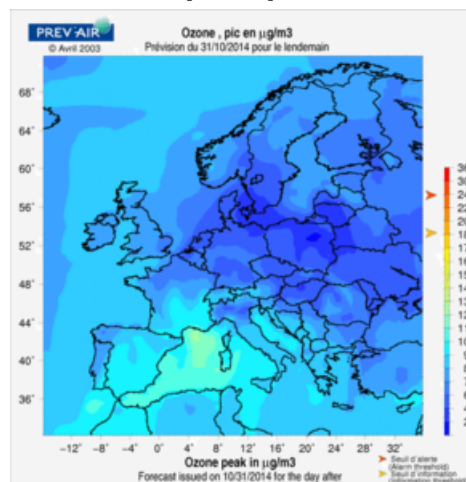 PREV'AIR
© Avril 2003
Ozone , pic en µg/m3
Prévision du 31/10/2014 pour le lendemain
68°
64°
60°
56°
52°
48°
44°
40°
36°
−12° −8° −4° 0° 4° 8° 12° 16° 20° 24° 28° 32°
Ozone peak in µg/m3
Forecast issued on 10/31/2014 for the day after
Seuil d'alerte
(Alarm threshold)
Seuil d'information
(Information threshold)